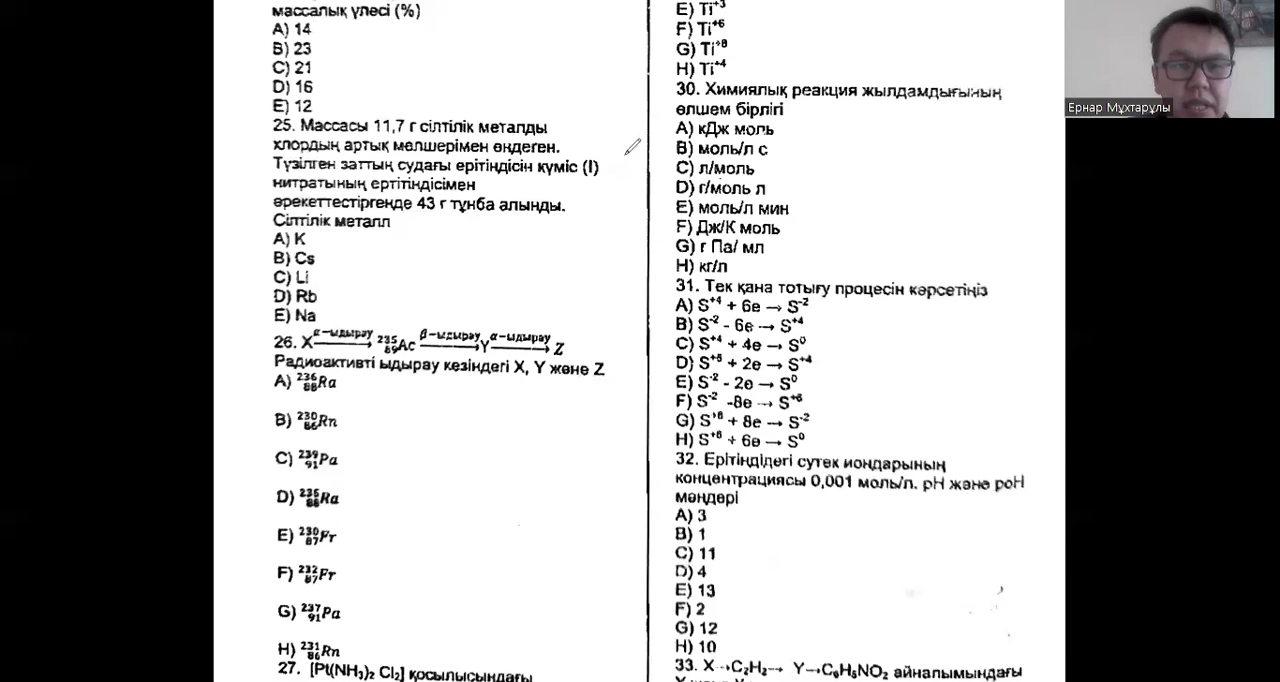 массалық үлесі (%)
A) 14
B) 23
C) 21
D) 16
E) 12
25. Массасы 11,7 г сілтілік металды
хлордың артық мөлшерімен өңдеген.
Түзілген заттың судағы ерітіндісін күміс (I)
нитратының ертітіндісімен
әрекеттестіргенде 43 г тұнба алынды.
Сілтілік металл
A) K
B) Cs
C) Li
D) Rb
E) Na
26. X α−ыдырау→ ²³⁵₈₉Ac β−ыдырау→ Y α−ыдырау→ Z
Радиоактивті ыдырау кезіндегі X, Y және Z
A) ²³⁶₈₈Ra
B) ²³⁰₈₆Rn
C) ²³⁹₉₁Pa
D) ²³⁵₈₈Ra
E) ²³⁰₈₇Fr
F) ²³²₈₇Fr
G) ²³⁷₉₁Pa
H) ²³¹₈₆Rn
27. [Pt(NH₃)₂ Cl₂] қосылысындағы
E) Ti⁺³
F) Ti⁺⁶
G) Ti⁺⁸
H) Ti⁺⁴
30. Химиялық реакция жылдамдығының
өлшем бірлігі
A) кДж моль
B) моль/л с
C) л/моль
D) г/моль л
E) моль/л мин
F) Дж/К моль
G) г Па/ мл
H) кг/л
31. Тек қана тотығу процесін көрсетіңіз
A) S⁺⁴ + 6e → S⁻²
B) S⁻² - 6e → S⁺⁴
C) S⁺⁴ + 4e → S⁰
D) S⁺⁶ + 2e → S⁺⁴
E) S⁻² - 2e → S⁰
F) S⁻² -8e → S⁺⁶
G) S⁺⁶ + 8e → S⁻²
H) S⁺⁶ + 6e → S⁰
32. Ерітіндідегі сутек иондарының
концентрациясы 0,001 моль/л. pH және pOH
мәндері
A) 3
B) 1
C) 11
D) 4
E) 13
F) 2
G) 12
H) 10
33. X→C₂H₂→ Y→C₆H₅NO₂ айналымындағы
Ернар Мұхтарұлы